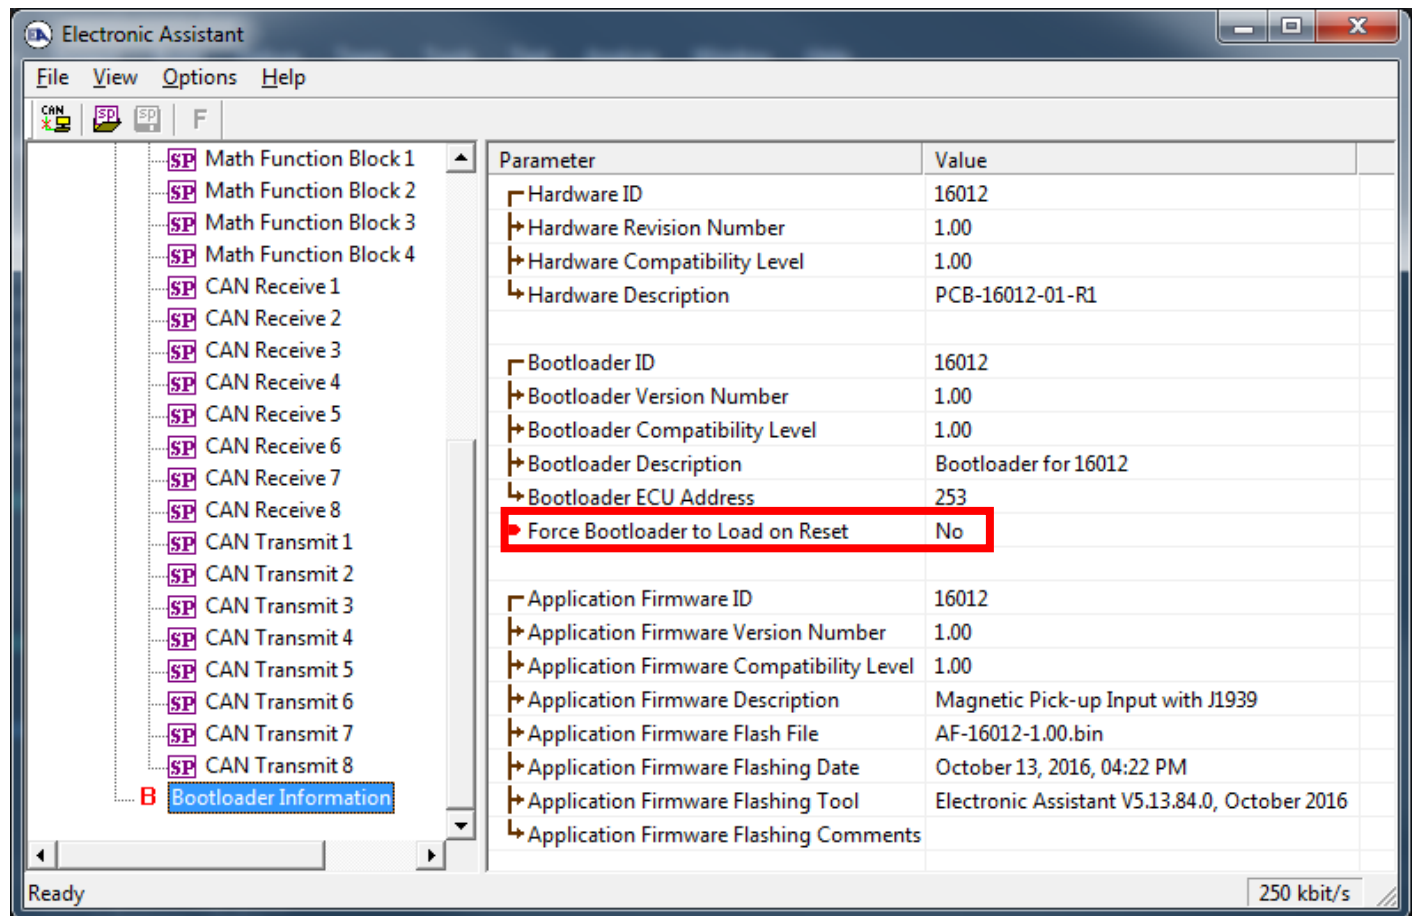 Electronic Assistant
File View Options Help
CAN SP SP F
SP Math Function Block 1
SP Math Function Block 2
SP Math Function Block 3
SP Math Function Block 4
SP CAN Receive 1
SP CAN Receive 2
SP CAN Receive 3
SP CAN Receive 4
SP CAN Receive 5
SP CAN Receive 6
SP CAN Receive 7
SP CAN Receive 8
SP CAN Transmit 1
SP CAN Transmit 2
SP CAN Transmit 3
SP CAN Transmit 4
SP CAN Transmit 5
SP CAN Transmit 6
SP CAN Transmit 7
SP CAN Transmit 8
B Bootloader Information
Parameter Value
Hardware ID 16012
Hardware Revision Number 1.00
Hardware Compatibility Level 1.00
Hardware Description PCB-16012-01-R1
Bootloader ID 16012
Bootloader Version Number 1.00
Bootloader Compatibility Level 1.00
Bootloader Description Bootloader for 16012
Bootloader ECU Address 253
Force Bootloader to Load on Reset No
Application Firmware ID 16012
Application Firmware Version Number 1.00
Application Firmware Compatibility Level 1.00
Application Firmware Description Magnetic Pick-up Input with J1939
Application Firmware Flash File AF-16012-1.00.bin
Application Firmware Flashing Date October 13, 2016, 04:22 PM
Application Firmware Flashing Tool Electronic Assistant V5.13.84.0, October 2016
Application Firmware Flashing Comments
Ready 250 kbit/s